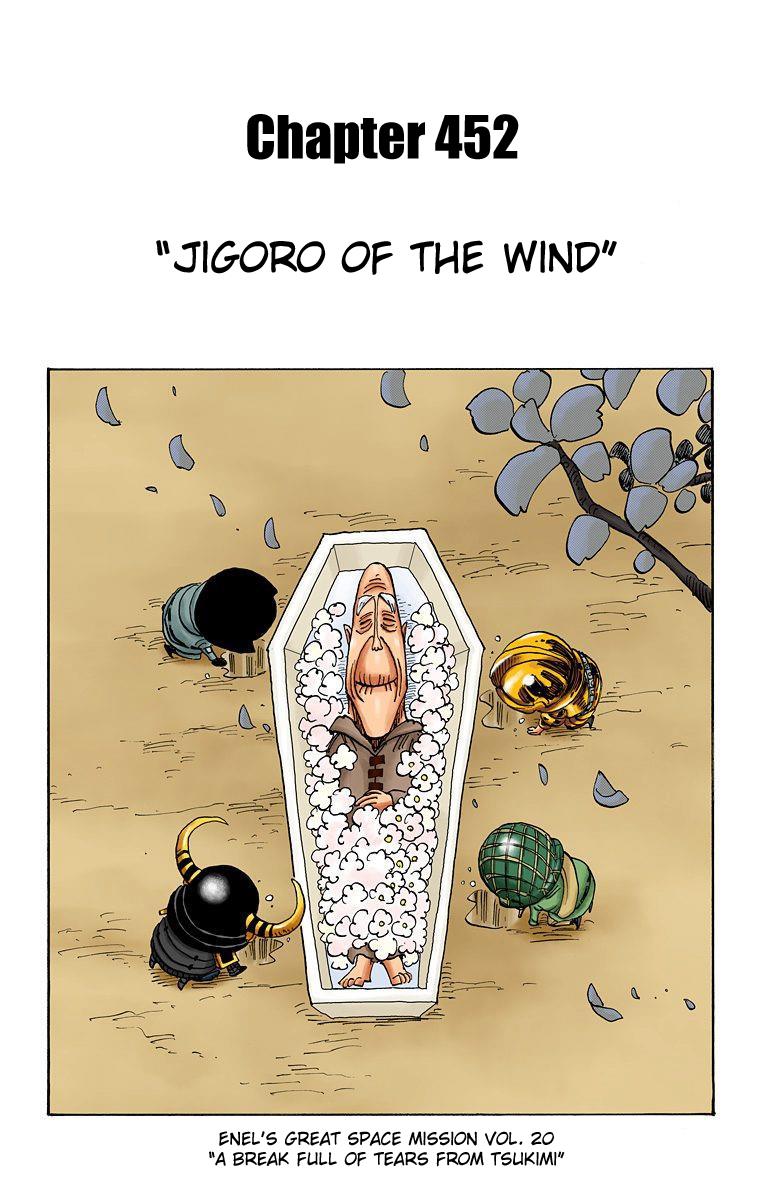 Chapter 452
"JIGORO OF THE WIND"
ENEL'S GREAT SPACE MISSION VOL. 20
"A BREAK FULL OF TEARS FROM TSUKIMI"